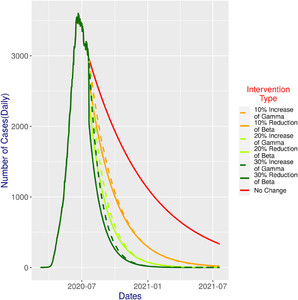 Number of Cases(Daily)
3000
2000
1000
0
2020-07
2021-01
2021-07
Dates
Intervention
Type
10% Increase
of Gamma
10% Reduction
of Beta
20% Increase
of Gamma
20% Reduction
of Beta
30% Increase
of Gamma
30% Reduction
of Beta
No Change